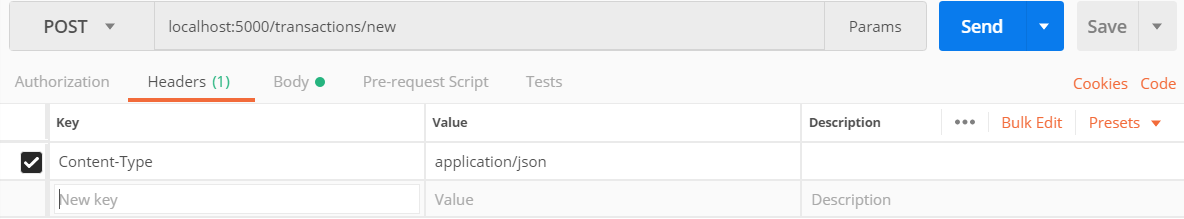 POST localhost:5000/transactions/new Params Send Save
Authorization Headers (1) Body Pre-request Script Tests Cookies Code
Key Value Description ••• Bulk Edit Presets
Content-Type application/json
New key Value Description